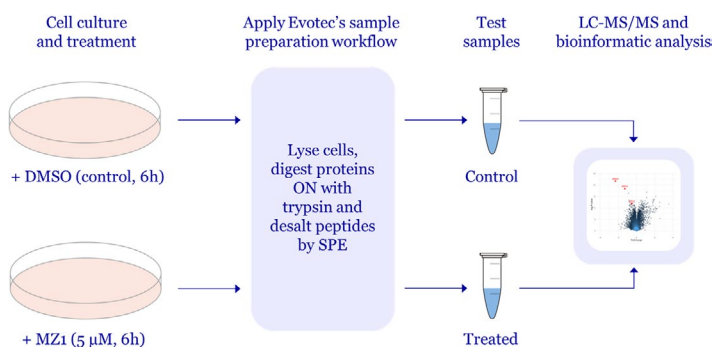 Cell culture
and treatment
Apply Evotec's sample
preparation workflow
Test
samples
LC-MS/MS and
bioinformatic analysis
+ DMSO (control, 6h)
Lyse cells,
digest proteins
ON with
trypsin and
desalt peptides
by SPE
Control
+ MZ1 (5 µM, 6h)
Treated